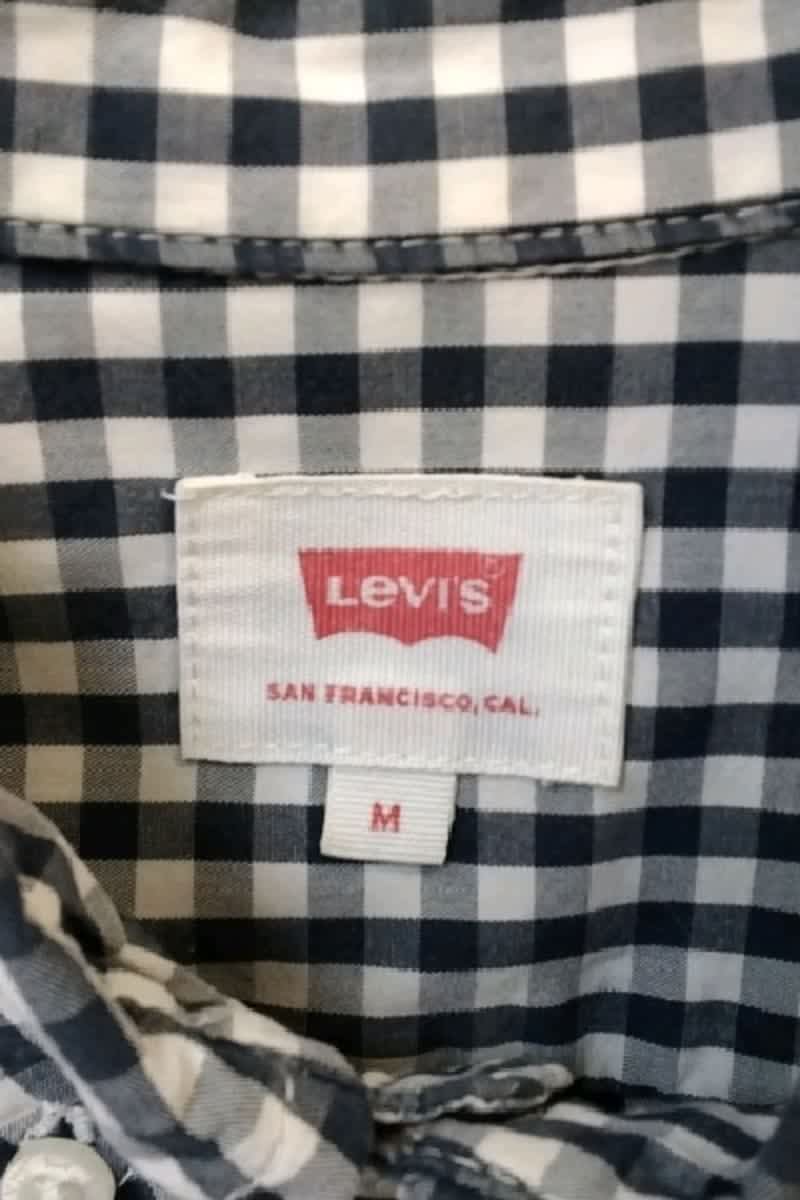 LEVI'S
SAN FRANCISCO, CAL.
M